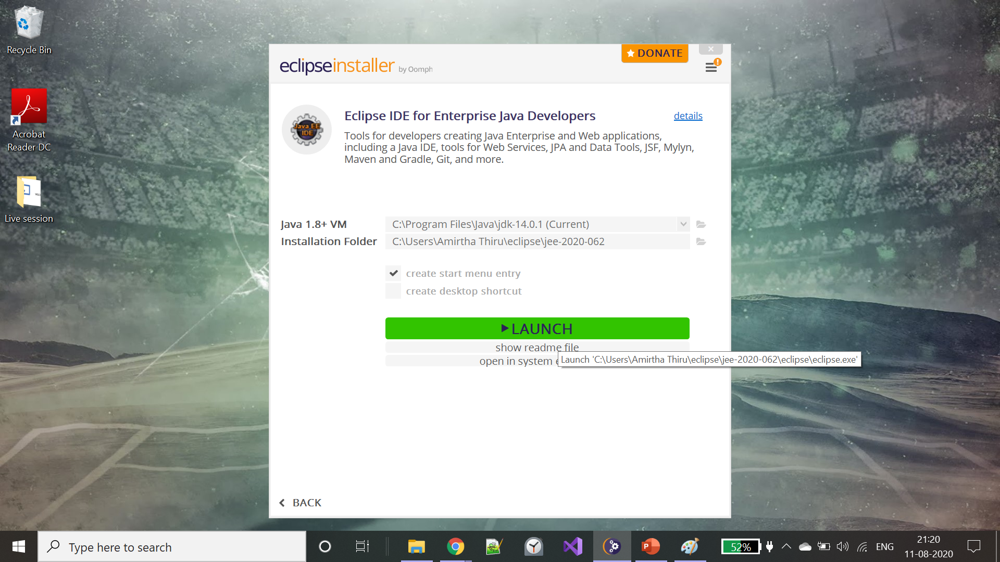 Recycle Bin
Acrobat
Reader DC
Live session
DONATE
eclipseinstaller by Oomph
Java EE
IDE
Eclipse IDE for Enterprise Java Developers
details
Tools for developers creating Java Enterprise and Web applications,
including a Java IDE, tools for Web Services, JPA and Data Tools, JSF, Mylyn,
Maven and Gradle, Git, and more.
Java 1.8+ VM C:\Program Files\Java\jdk-14.0.1 (Current)
Installation Folder C:\Users\Amirtha Thiru\eclipse\jee-2020-062
create start menu entry
create desktop shortcut
LAUNCH
show readme file
open in system e
Launch 'C:\Users\Amirtha Thiru\eclipse\jee-2020-062\eclipse\eclipse.exe'
BACK
Type here to search
52%
ENG
21:20
11-08-2020